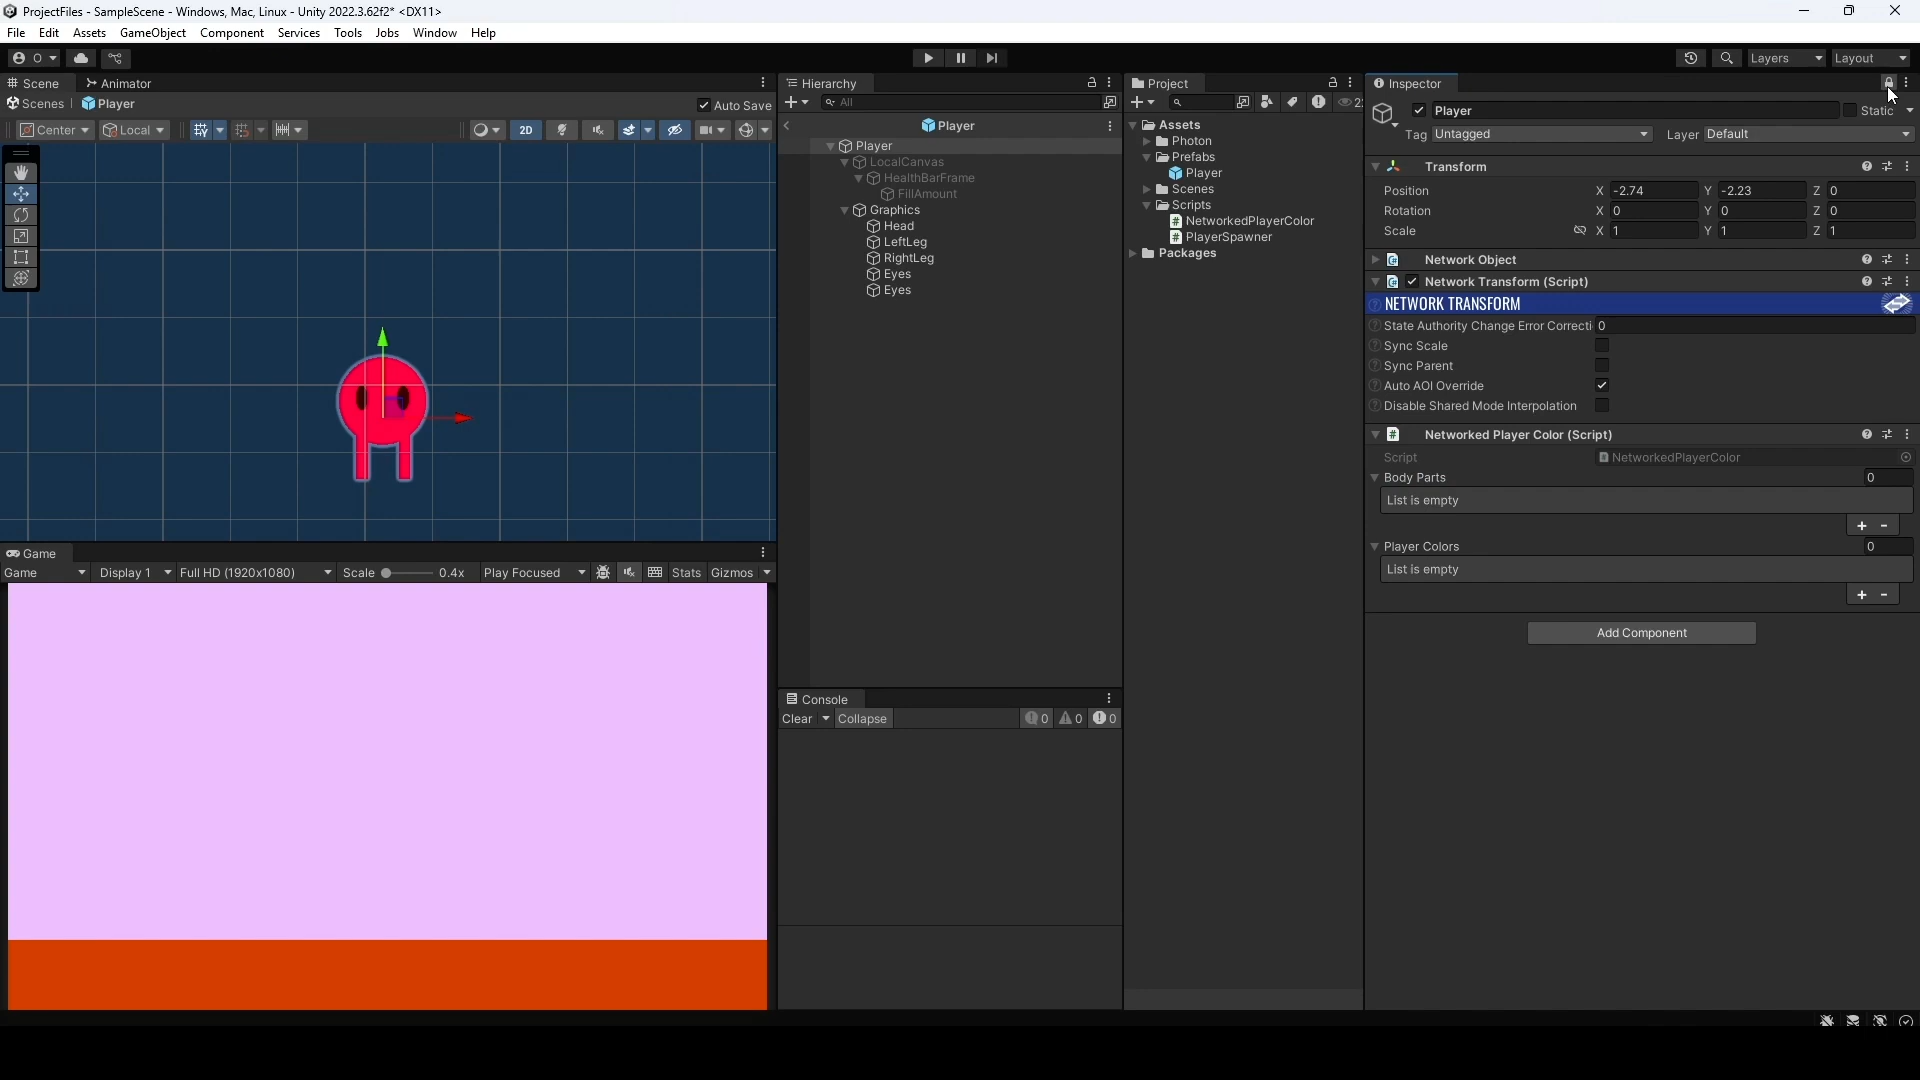 ProjectFiles - SampleScene - Windows, Mac, Linux - Unity 2022.3.62f2* <DX11>
File Edit Assets GameObject Component Services Tools Jobs Window Help
O Layers Layout
Scene Animator
Scenes Player Auto Save
Center Local 2D
Game
Game Display 1 Full HD (1920x1080) Scale 0.4x Play Focused Stats Gizmos
Hierarchy
All
Player
Player
LocalCanvas
HealthBarFrame
FillAmount
Graphics
Head
LeftLeg
RightLeg
Eyes
Eyes
Console
Clear Collapse 0 0 0
Project
Assets
Photon
Prefabs
Player
Scenes
Scripts
NetworkedPlayerColor
PlayerSpawner
Packages
Inspector
Player Static
Tag Untagged Layer Default
Transform
Position X -2.74 Y -2.23 Z 0
Rotation X 0 Y 0 Z 0
Scale X 1 Y 1 Z 1
Network Object
Network Transform (Script)
NETWORK TRANSFORM
State Authority Change Error Correcti 0
Sync Scale
Sync Parent
Auto AOI Override
Disable Shared Mode Interpolation
Networked Player Color (Script)
Script NetworkedPlayerColor
Body Parts 0
List is empty
+ -
Player Colors 0
List is empty
+ -
Add Component